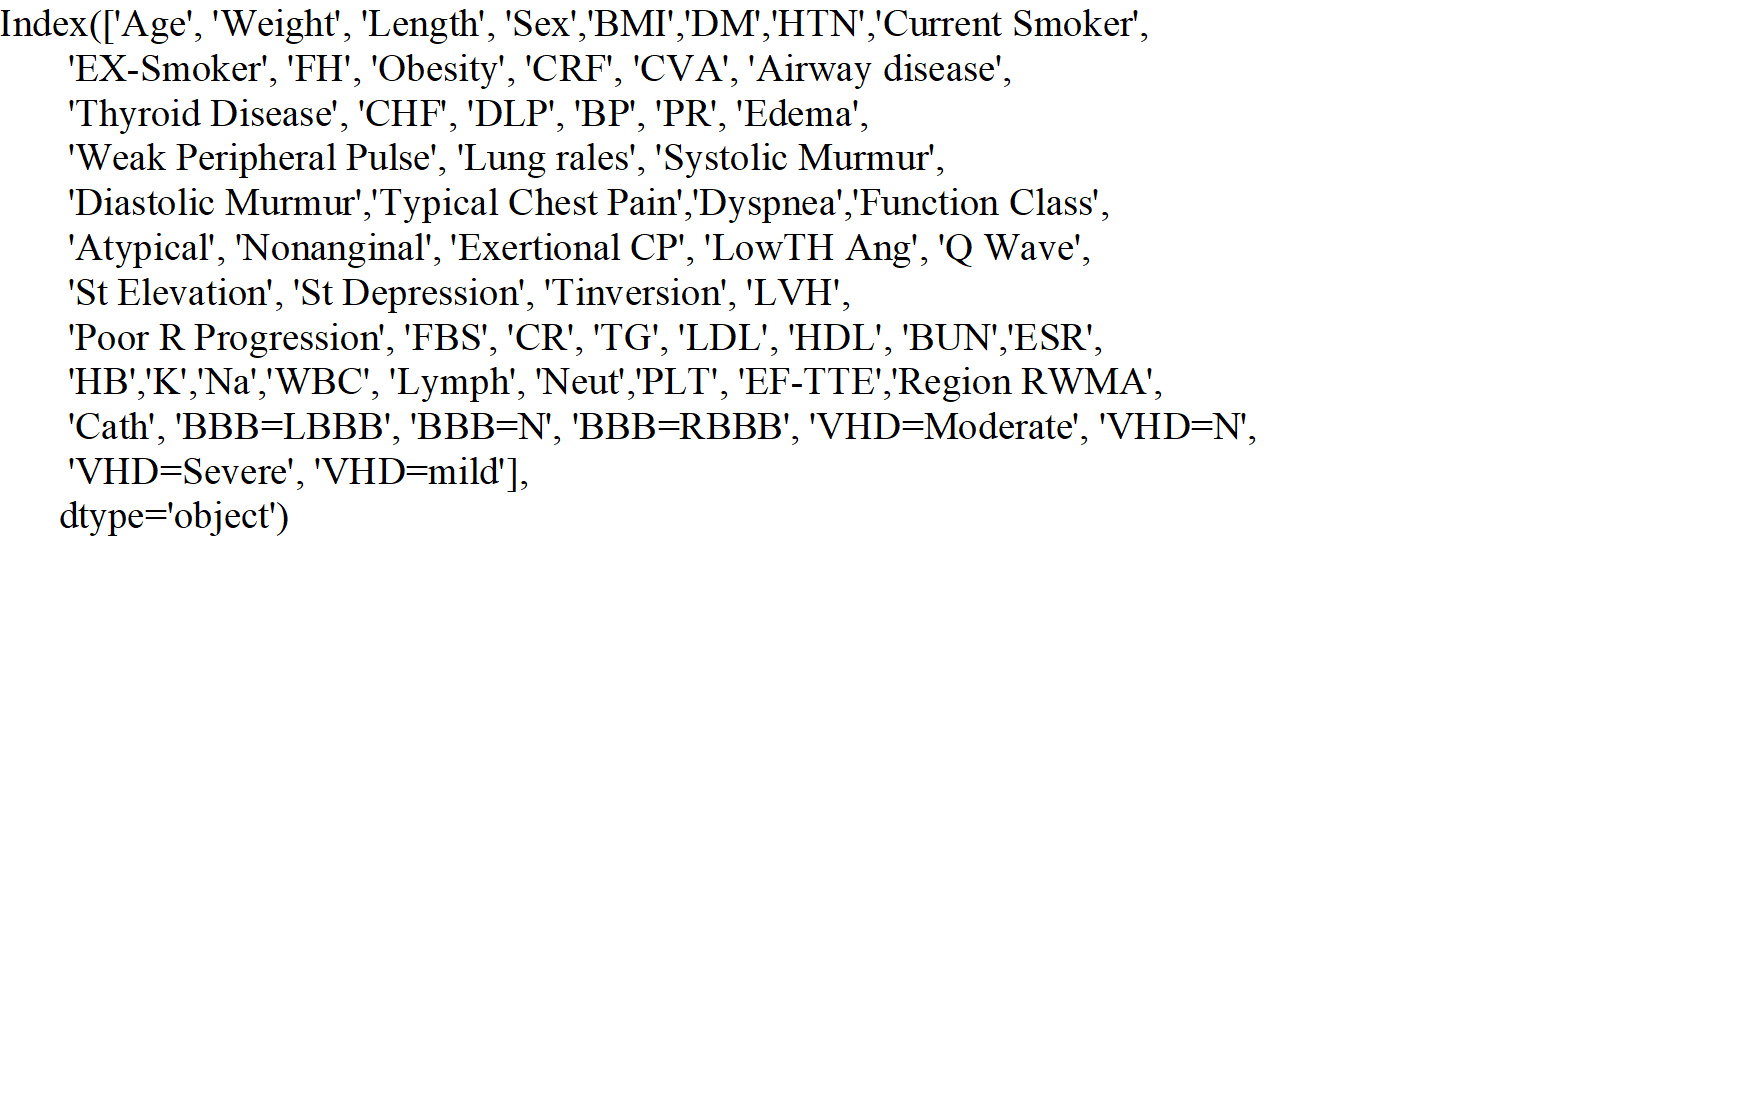 Index(['Age', 'Weight', 'Length', 'Sex','BMI','DM','HTN','Current Smoker',
'EX-Smoker', 'FH', 'Obesity', 'CRF', 'CVA', 'Airway disease',
'Thyroid Disease', 'CHF', 'DLP', 'BP', 'PR', 'Edema',
'Weak Peripheral Pulse', 'Lung rales', 'Systolic Murmur',
'Diastolic Murmur','Typical Chest Pain','Dyspnea','Function Class',
'Atypical', 'Nonanginal', 'Exertional CP', 'LowTH Ang', 'Q Wave',
'St Elevation', 'St Depression', 'Tinversion', 'LVH',
'Poor R Progression', 'FBS', 'CR', 'TG', 'LDL', 'HDL', 'BUN','ESR',
'HB','K','Na','WBC', 'Lymph', 'Neut','PLT', 'EF-TTE','Region RWMA',
'Cath', 'BBB=LBBB', 'BBB=N', 'BBB=RBBB', 'VHD=Moderate', 'VHD=N',
'VHD=Severe', 'VHD=mild'],
dtype='object')